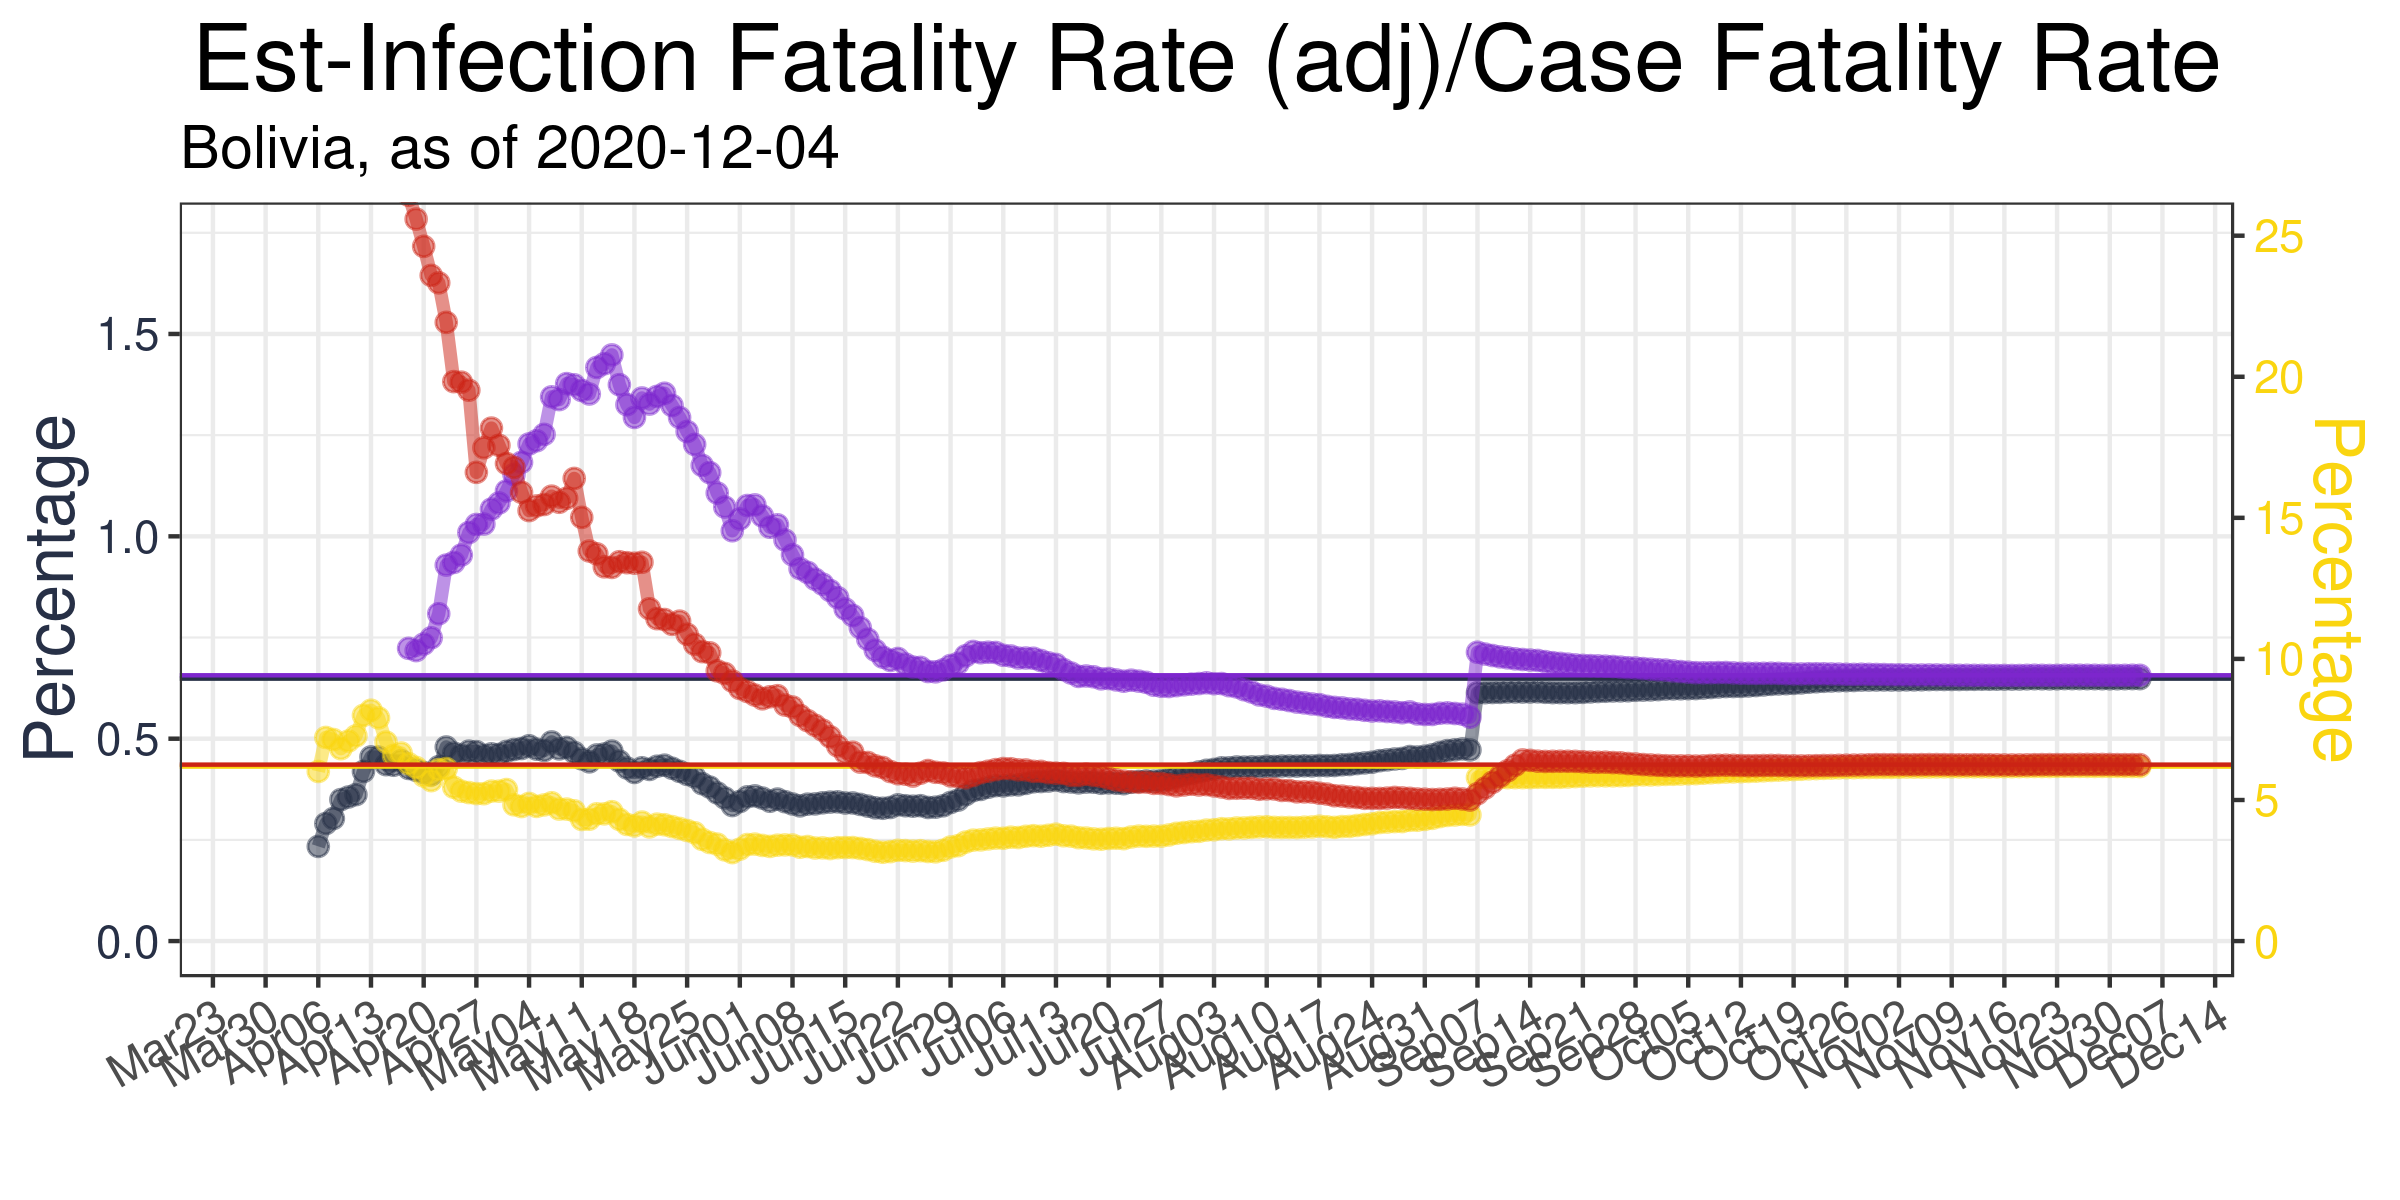 Est-Infection Fatality Rate (adj)/Case Fatality Rate
Bolivia, as of 2020-12-04
Percentage
1.5
1.0
0.5
0.0
25
20
15
10
5
0
Percentage
Mar23
Mar30
Apr06
Apr13
Apr20
Apr27
May04
May11
May18
May25
Jun01
Jun08
Jun15
Jun22
Jun29
Jul06
Jul13
Jul20
Jul27
Aug03
Aug10
Aug17
Aug24
Aug31
Sep07
Sep14
Sep21
Sep28
Oct05
Oct12
Oct19
Oct26
Nov02
Nov09
Nov16
Nov23
Nov30
Dec07
Dec14